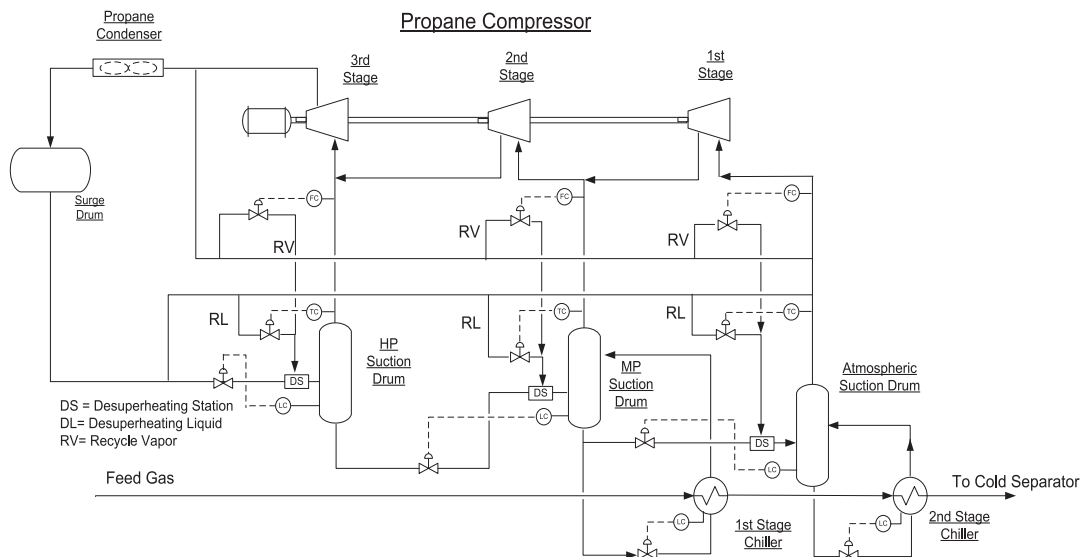 Propane
Condenser
Propane Compressor
3rd
Stage
2nd
Stage
1st
Stage
Surge
Drum
FC
FC
FC
RV
RV
RV
RL
RL
RL
TC
TC
TC
HP
Suction
Drum
MP
Suction
Drum
Atmospheric
Suction Drum
DS
DS
DS
LC
LC
LC
DS = Desuperheating Station
DL= Desuperheating Liquid
RV= Recycle Vapor
Feed Gas
To Cold Separator
LC
LC
1st Stage
Chiller
2nd Stage
Chiller